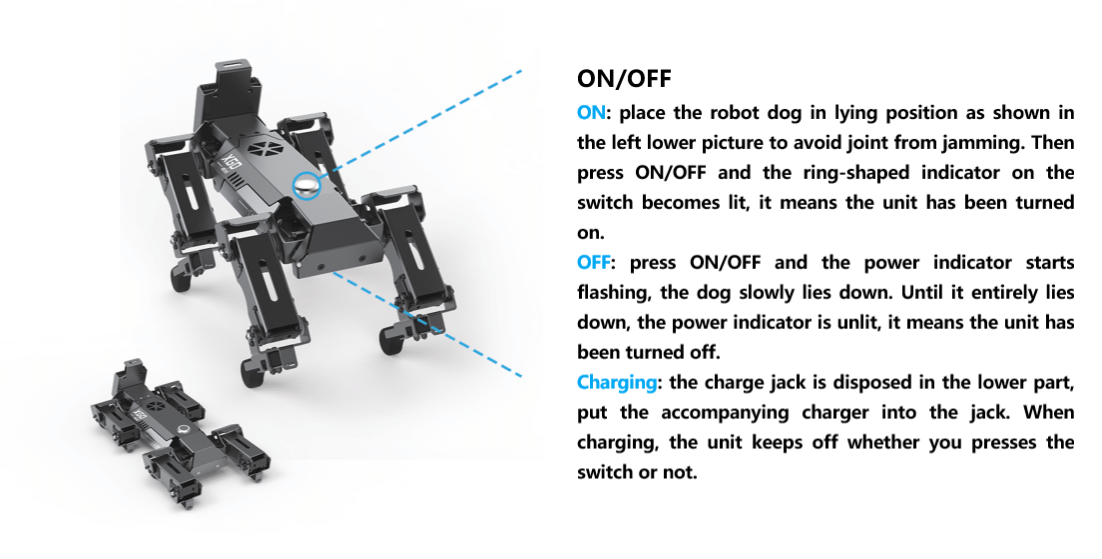 ON/OFF
ON: place the robot dog in lying position as shown in
the left lower picture to avoid joint from jamming. Then
press ON/OFF and the ring-shaped indicator on the
switch becomes lit, it means the unit has been turned
on.
OFF: press ON/OFF and the power indicator starts
flashing, the dog slowly lies down. Until it entirely lies
down, the power indicator is unlit, it means the unit has
been turned off.
Charging: the charge jack is disposed in the lower part,
put the accompanying charger into the jack. When
charging, the unit keeps off whether you presses the
switch or not.
XGO
XGO